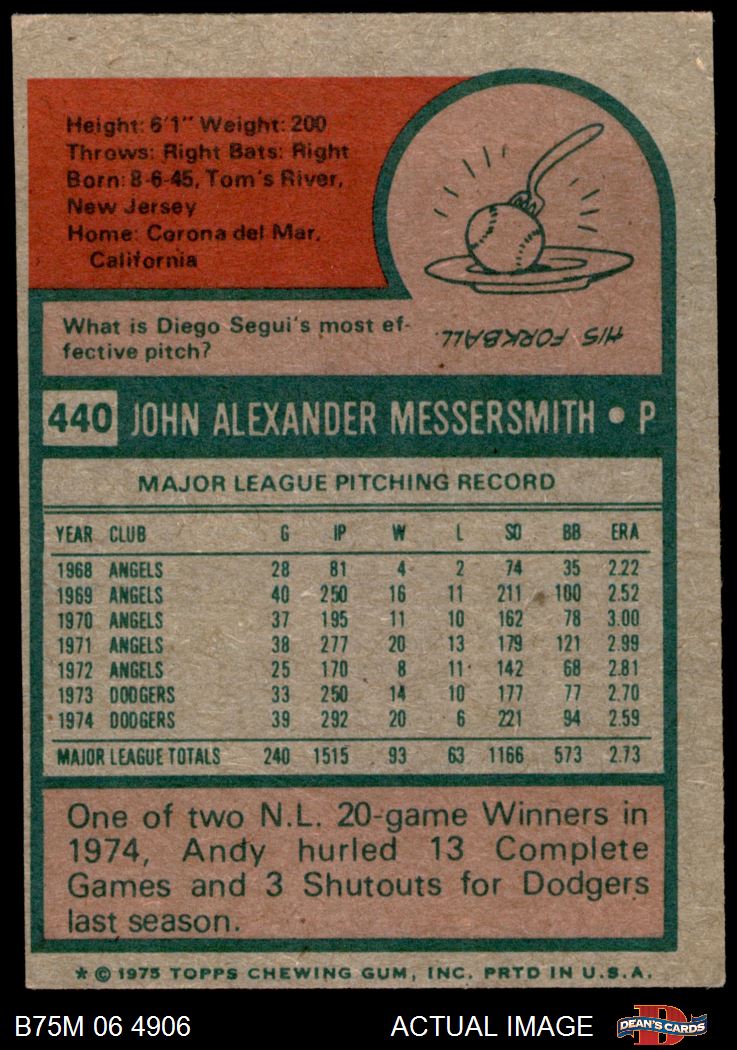 Height: 6'1" Weight: 200
Throws: Right Bats: Right
Born: 8-6-45, Tom's River,
New Jersey
Home: Corona del Mar,
California
What is Diego Segui's most ef-
fective pitch?
HIS FORKBALL.
440 JOHN ALEXANDER MESSERSMITH • P
MAJOR LEAGUE PITCHING RECORD
YEAR CLUB G IP W L SO BB ERA
1968 ANGELS 28 81 4 2 74 35 2.22
1969 ANGELS 40 250 16 11 211 100 2.52
1970 ANGELS 37 195 11 10 162 78 3.00
1971 ANGELS 38 277 20 13 179 121 2.99
1972 ANGELS 25 170 8 11 142 68 2.81
1973 DODGERS 33 250 14 10 177 77 2.70
1974 DODGERS 39 292 20 6 221 94 2.59
MAJOR LEAGUE TOTALS 240 1515 93 63 1166 573 2.73
One of two N.L. 20-game Winners in
1974, Andy hurled 13 Complete
Games and 3 Shutouts for Dodgers
last season.
* © 1975 TOPPS CHEWING GUM, INC. PRTD IN U.S.A.
B75M 06 4906 ACTUAL IMAGE D DEAN'S CARDS